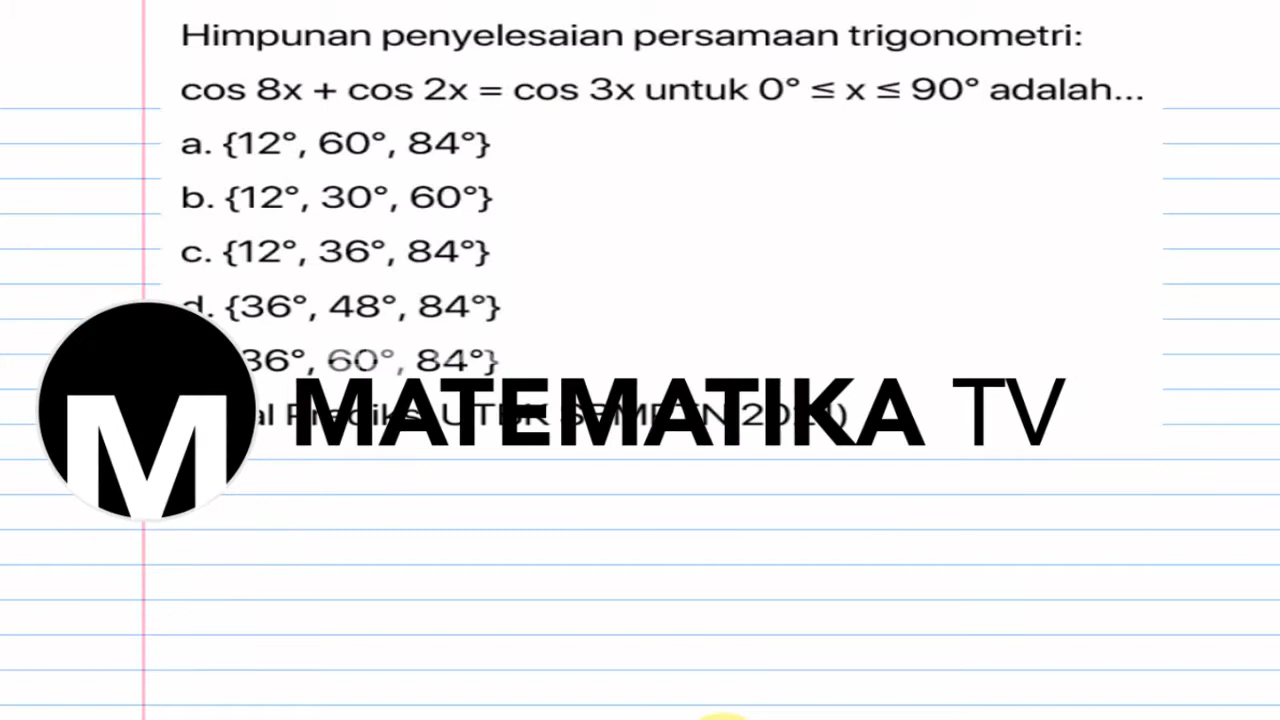 Himpunan penyelesaian persamaan trigonometri:
cos 8x + cos 2x = cos 3x untuk 0° ≤ x ≤ 90° adalah...
a. {12°, 60°, 84°}
b. {12°, 30°, 60°}
c. {12°, 36°, 84°}
d. {36°, 48°, 84°}
36°, 60°, 84°}
M MATEMATIKA TV